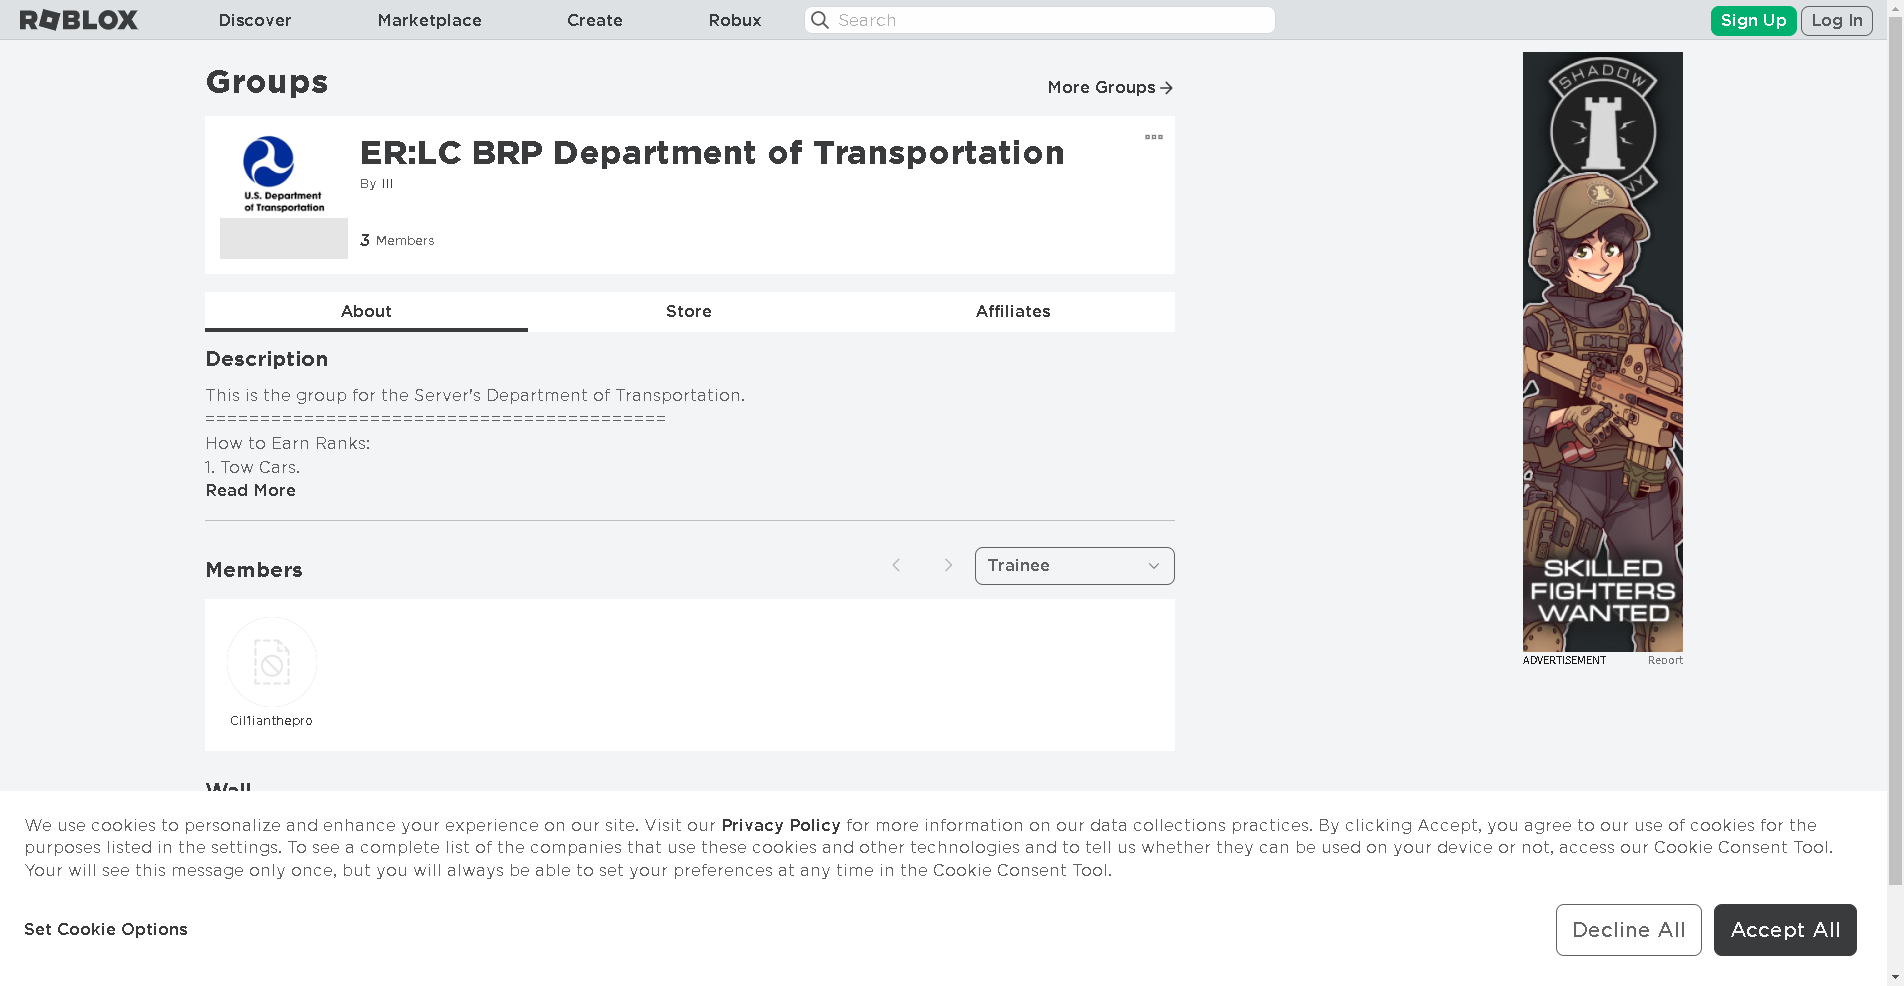 ROBLOX
Discover
Marketplace
Create
Robux
Search
Sign Up
Log In
Groups
More Groups
U.S. Department
of Transportation
ER:LC BRP Department of Transportation
By III
3 Members
About
Store
Affiliates
Description
This is the group for the Server's Department of Transportation.
==========================================
How to Earn Ranks:
1. Tow Cars.
Read More
Members
Trainee
Cil1ianthepro
Wall
SHADOW
SKILLED
FIGHTERS
WANTED
ADVERTISEMENT
Report
We use cookies to personalize and enhance your experience on our site. Visit our Privacy Policy for more information on our data collections practices. By clicking Accept, you agree to our use of cookies for the
purposes listed in the settings. To see a complete list of the companies that use these cookies and other technologies and to tell us whether they can be used on your device or not, access our Cookie Consent Tool.
Your will see this message only once, but you will always be able to set your preferences at any time in the Cookie Consent Tool.
Set Cookie Options
Decline All
Accept All